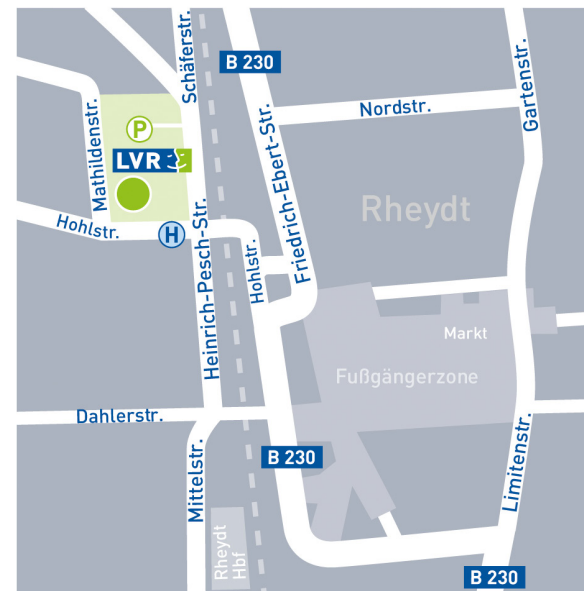 Schäferstr.
B 230
Gartenstr.
Nordstr.
Mathildenstr.
P
LVR
Friedrich-Ebert-Str.
Rheydt
Hohlstr.
H
Heinrich-Pesch-Str.
Hohlstr.
Markt
Fußgängerzone
Dahlerstr.
Limitenstr.
B 230
Mittelstr.
Rheydt
Hbf
B 230